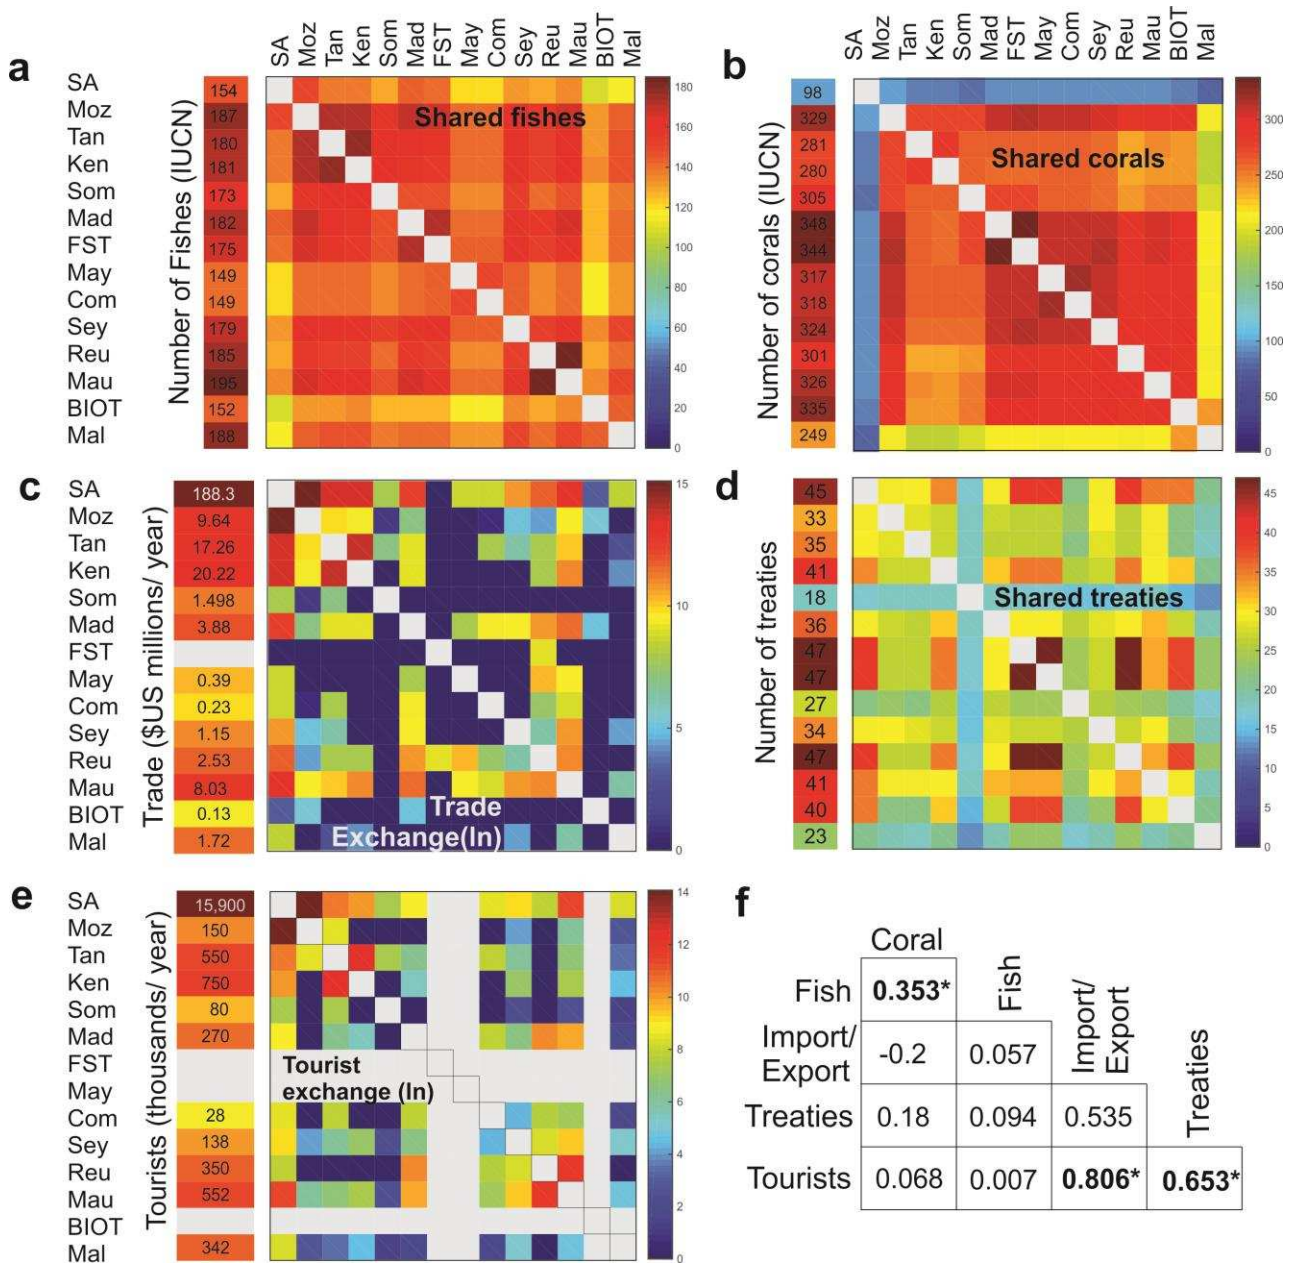 a
SA Moz Tan Ken Som Mad FST May Com Sey Reu Mau BIOT Mal
Number of Fishes (IUCN)
SA 154
Moz 187
Tan 180
Ken 181
Som 173
Mad 182
FST 175
May 149
Com 149
Sey 179
Reu 185
Mau 195
BIOT 152
Mal 188
Shared fishes
180
160
140
120
100
80
60
40
20
0
b
SA Moz Tan Ken Som Mad FST May Com Sey Reu Mau BIOT Mal
Number of corals (IUCN)
98
329
281
280
305
348
344
317
318
324
301
326
335
249
Shared corals
300
250
200
150
100
50
0
c
Trade ($US millions/ year)
SA 188.3
Moz 9.64
Tan 17.26
Ken 20.22
Som 1.498
Mad 3.88
FST
May 0.39
Com 0.23
Sey 1.15
Reu 2.53
Mau 8.03
BIOT 0.13
Mal 1.72
Trade
Exchange(In)
15
10
5
0
d
Number of treaties
45
33
35
41
18
36
47
47
27
34
47
41
40
23
Shared treaties
45
40
35
30
25
20
15
10
5
0
e
Tourists (thousands/ year)
SA 15,900
Moz 150
Tan 550
Ken 750
Som 80
Mad 270
FST
May
Com 28
Sey 138
Reu 350
Mau 552
BIOT
Mal 342
Tourist
exchange (In)
14
12
10
8
6
4
2
0
f
Coral
Fish
Import/
Export
Treaties
Fish 0.353*
Import/
Export -0.2 0.057
Treaties 0.18 0.094 0.535
Tourists 0.068 0.007 0.806* 0.653*